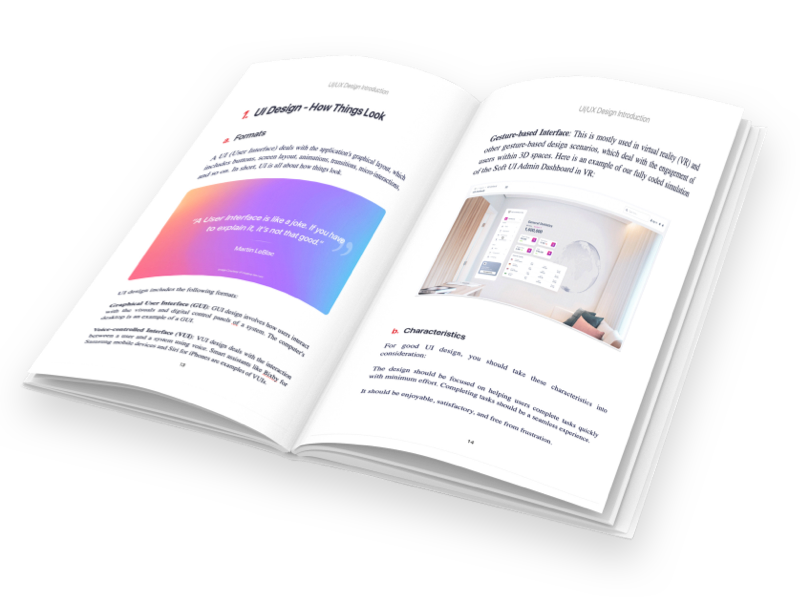 UI/UX Design Introduction
1. UI Design - How Things Look
a. Formats
A UI (User Interface) deals with the application's graphical layout, which
includes buttons, screen layout, animations, transitions, micro-interactions,
and so on. In short, UI is all about how things look.
"A User Interface is like a joke. If you have
to explain it, it's not that good."
Martin LeBlanc
UI design includes the following formats:
Graphical User Interface (GUI): GUI design involves how users interact
with the visuals and digital control panels of a system. The computer's
desktop is an example of a GUI.
Voice-controlled Interface (VUI): VUI design deals with the interaction
between a user and a system using voice. Smart assistants like Bixby for
Samsung mobile devices and Siri for iPhones are examples of VUIs.
UI/UX Design Introduction
Gesture-based Interface: This is mostly used in virtual reality (VR) and
other gesture-based design scenarios, which deal with the engagement of
users within 3D spaces. Here is an example of our fully coded simulation
of the Soft UI Admin Dashboard in VR:
b. Characteristics
For good UI design, you should take these characteristics into
consideration:
The design should be focused on helping users complete tasks quickly
with minimum effort. Completing tasks should be a seamless experience.
It should be enjoyable, satisfactory, and free from frustration.
14